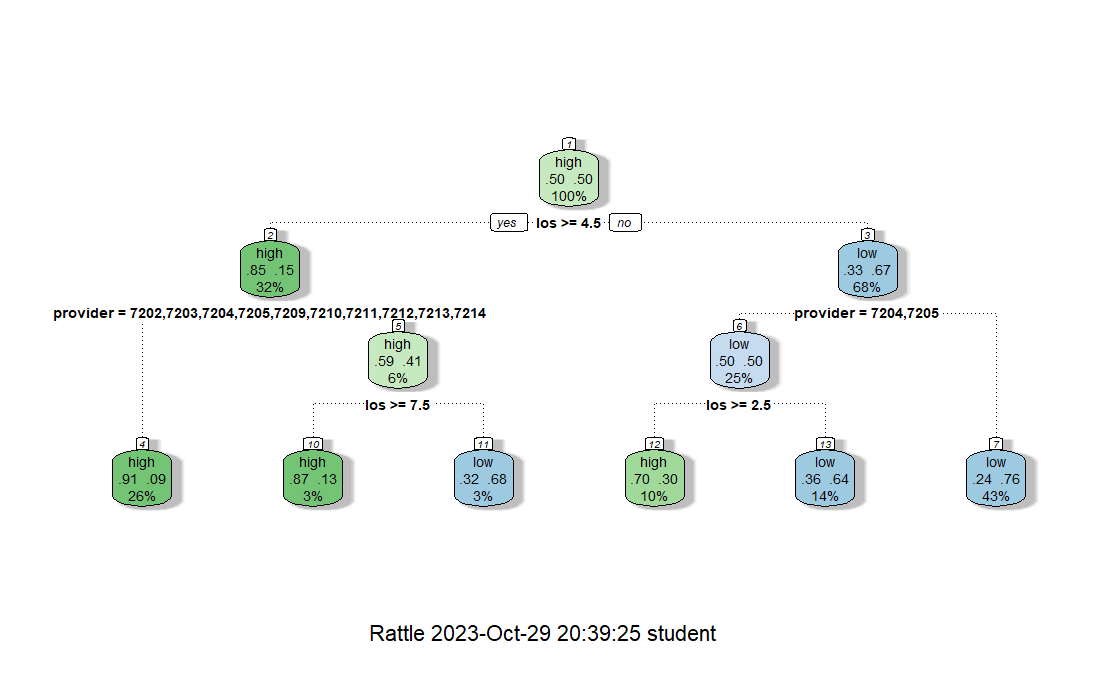 1
high
.50 .50
100%
yes los >= 4.5 no
2
high
.85 .15
32%
3
low
.33 .67
68%
provider = 7202,7203,7204,7205,7209,7210,7211,7212,7213,7214
provider = 7204,7205
5
high
.59 .41
6%
6
low
.50 .50
25%
los >= 7.5
los >= 2.5
4
high
.91 .09
26%
10
high
.87 .13
3%
11
low
.32 .68
3%
12
high
.70 .30
10%
13
low
.36 .64
14%
7
low
.24 .76
43%
Rattle 2023-Oct-29 20:39:25 student